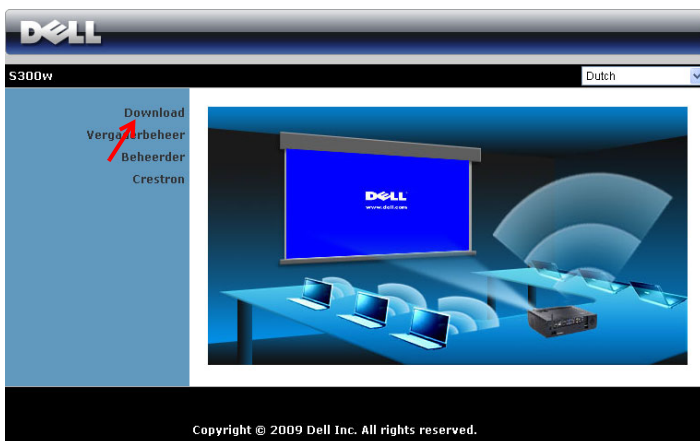 DELL
S300w
Dutch
Download
Vergaderbeheer
Beheerder
Crestron
DELL
www.dell.com
Copyright © 2009 Dell Inc. All rights reserved.